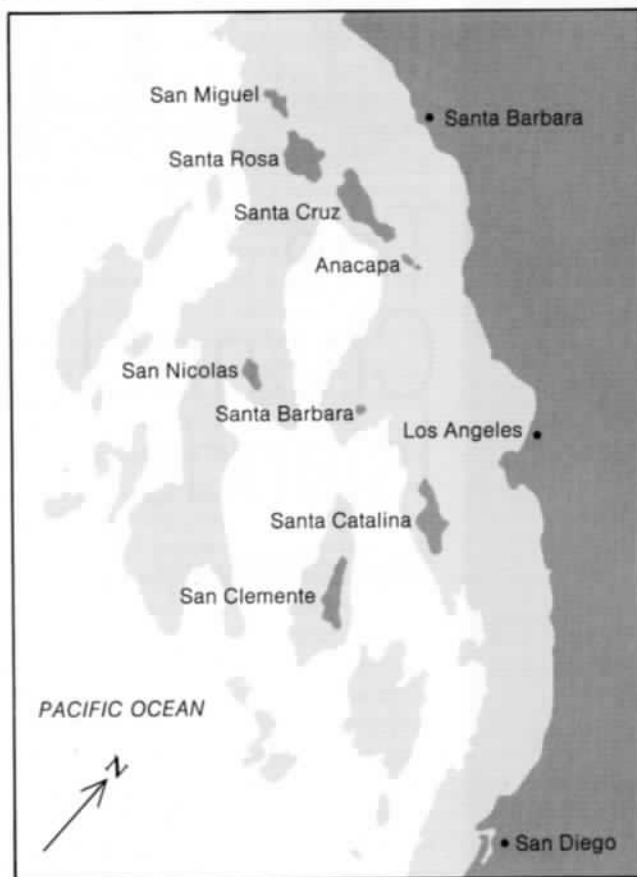 San Miguel
Santa Barbara
Santa Rosa
Santa Cruz
Anacapa
San Nicolas
Santa Barbara
Los Angeles
Santa Catalina
San Clemente
PACIFIC OCEAN
N
San Diego